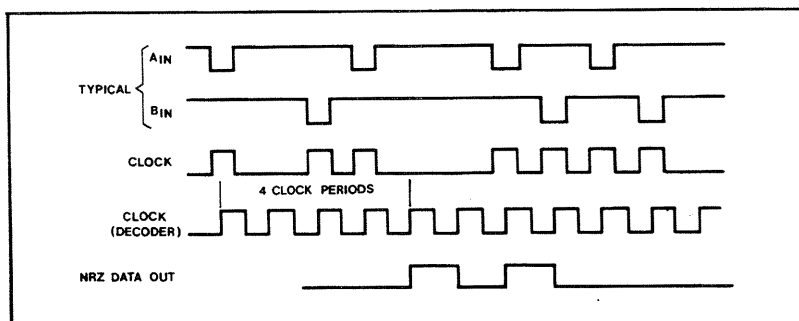 AIN
TYPICAL
BIN
CLOCK
4 CLOCK PERIODS
CLOCK
(DECODER)
NRZ DATA OUT